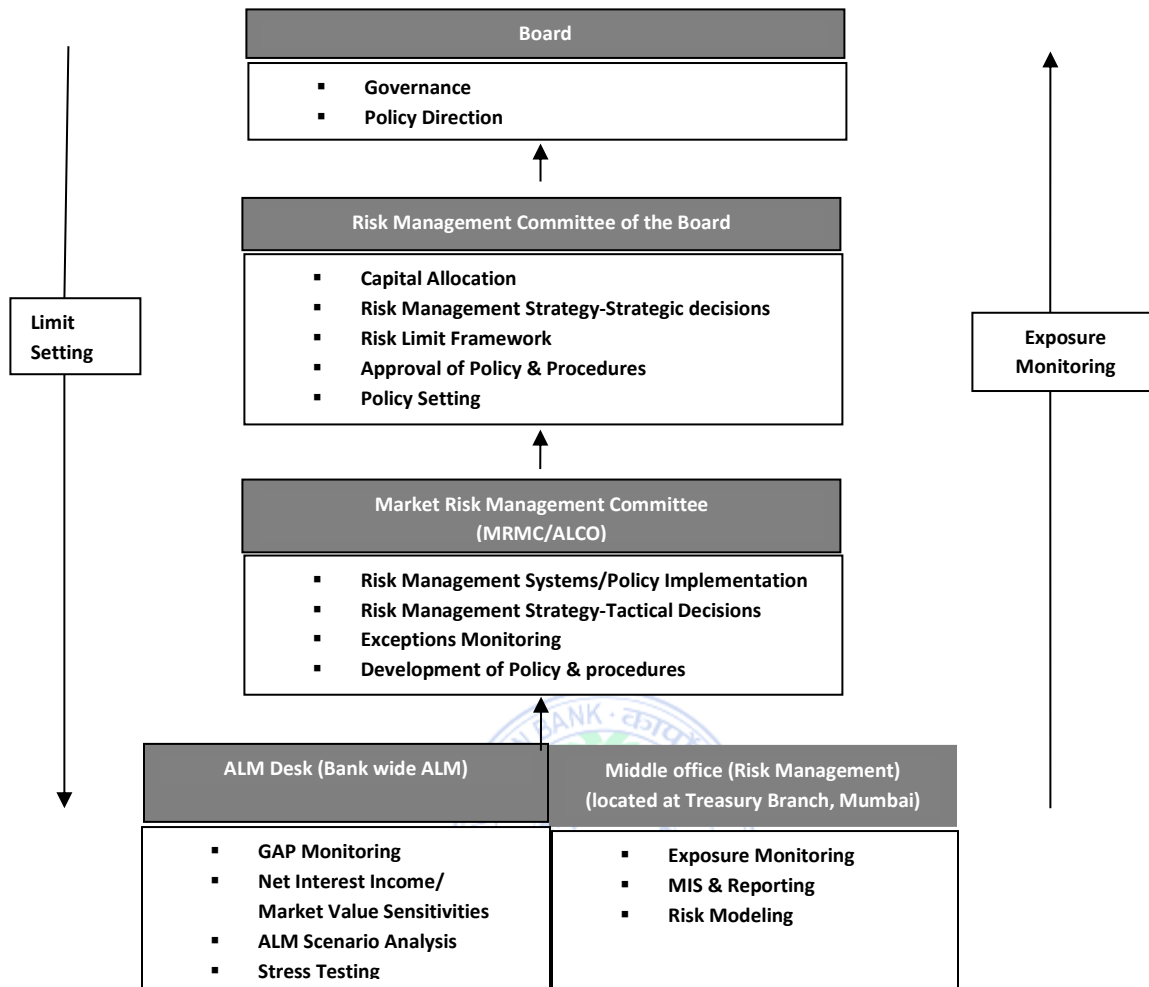 Board
▪ Governance
▪ Policy Direction
Risk Management Committee of the Board
▪ Capital Allocation
▪ Risk Management Strategy-Strategic decisions
▪ Risk Limit Framework
▪ Approval of Policy & Procedures
▪ Policy Setting
Limit
Setting
Exposure
Monitoring
Market Risk Management Committee
(MRMC/ALCO)
▪ Risk Management Systems/Policy Implementation
▪ Risk Management Strategy-Tactical Decisions
▪ Exceptions Monitoring
▪ Development of Policy & procedures
BANK
ALM Desk (Bank wide ALM)
▪ GAP Monitoring
▪ Net Interest Income/
Market Value Sensitivities
▪ ALM Scenario Analysis
▪ Stress Testing
Middle office (Risk Management)
(located at Treasury Branch, Mumbai)
▪ Exposure Monitoring
▪ MIS & Reporting
▪ Risk Modeling